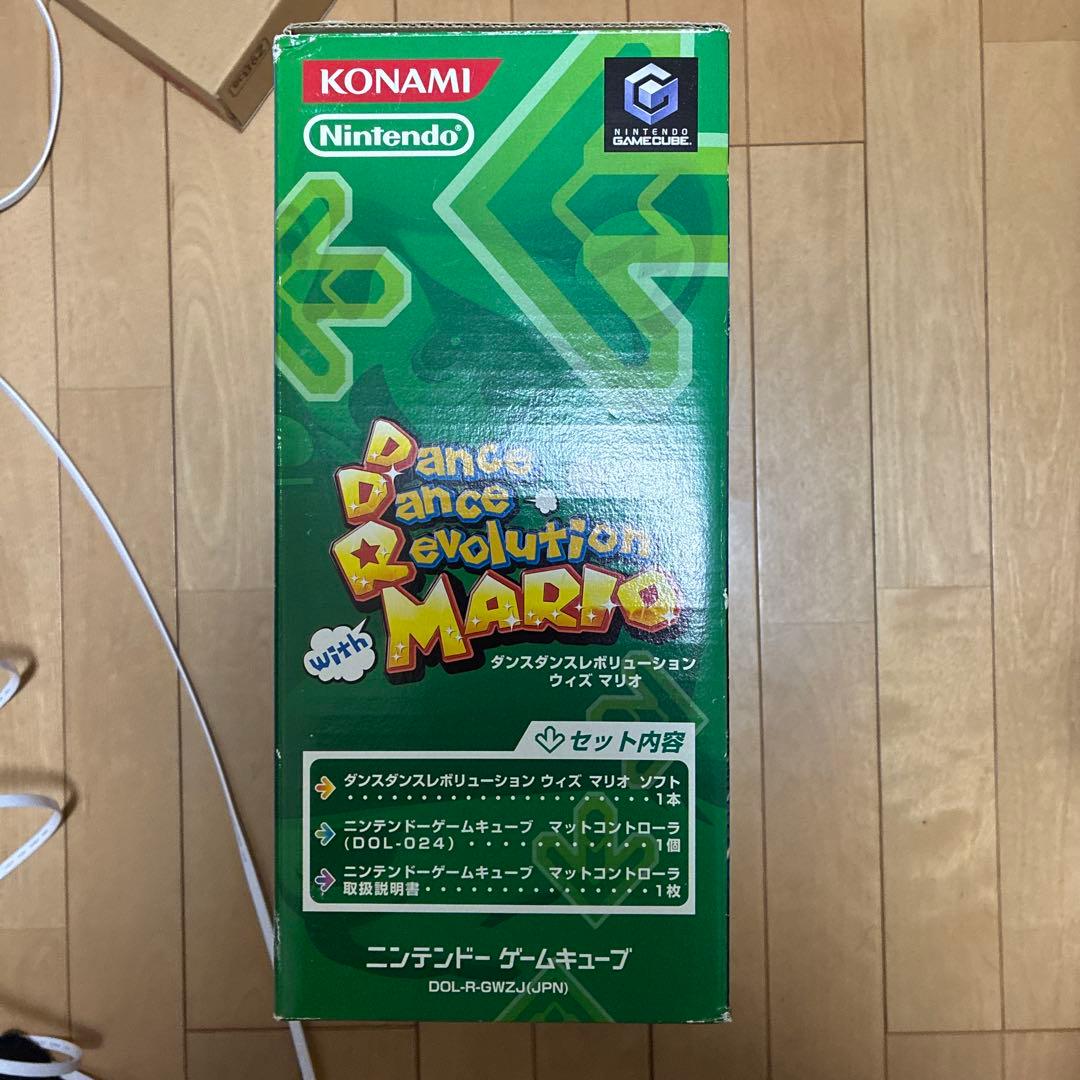 KONAMI
Nintendo®
NINTENDO
GAMECUBE.
Dance
Dance
Revolution
with
MARIO
ダンスダンスレボリューション
ウィズ マリオ
セット内容
ダンスダンスレボリューション ウィズ マリオ ソフト
・・・・・・・・・・・・・・・・・・・・・1本
ニンテンドーゲームキューブ マットコントローラ
(DOL-024)・・・・・・・・・・・・・1個
ニンテンドーゲームキューブ マットコントローラ
取扱説明書・・・・・・・・・・・・・・・・1枚
ニンテンドー ゲームキューブ
DOL-R-GWZJ(JPN)